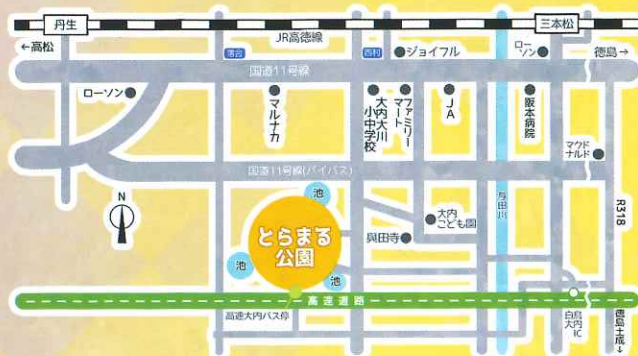 丹生
三本松
JR高徳線
←高松
落合
西村
ジョイフル
ローソン
徳島→
国道11号線
ローソン
マルナカ
大内大川
小中学校
ファミリー
マート
JA
阪本病院
マクド
ナルド
国道11号線(バイパス)
N
池
とらまる
公園
池
池
大内
こども園
與田寺
与田川
R318
高速道路
高速大内バス停
白鳥
大内IC
徳島土成→